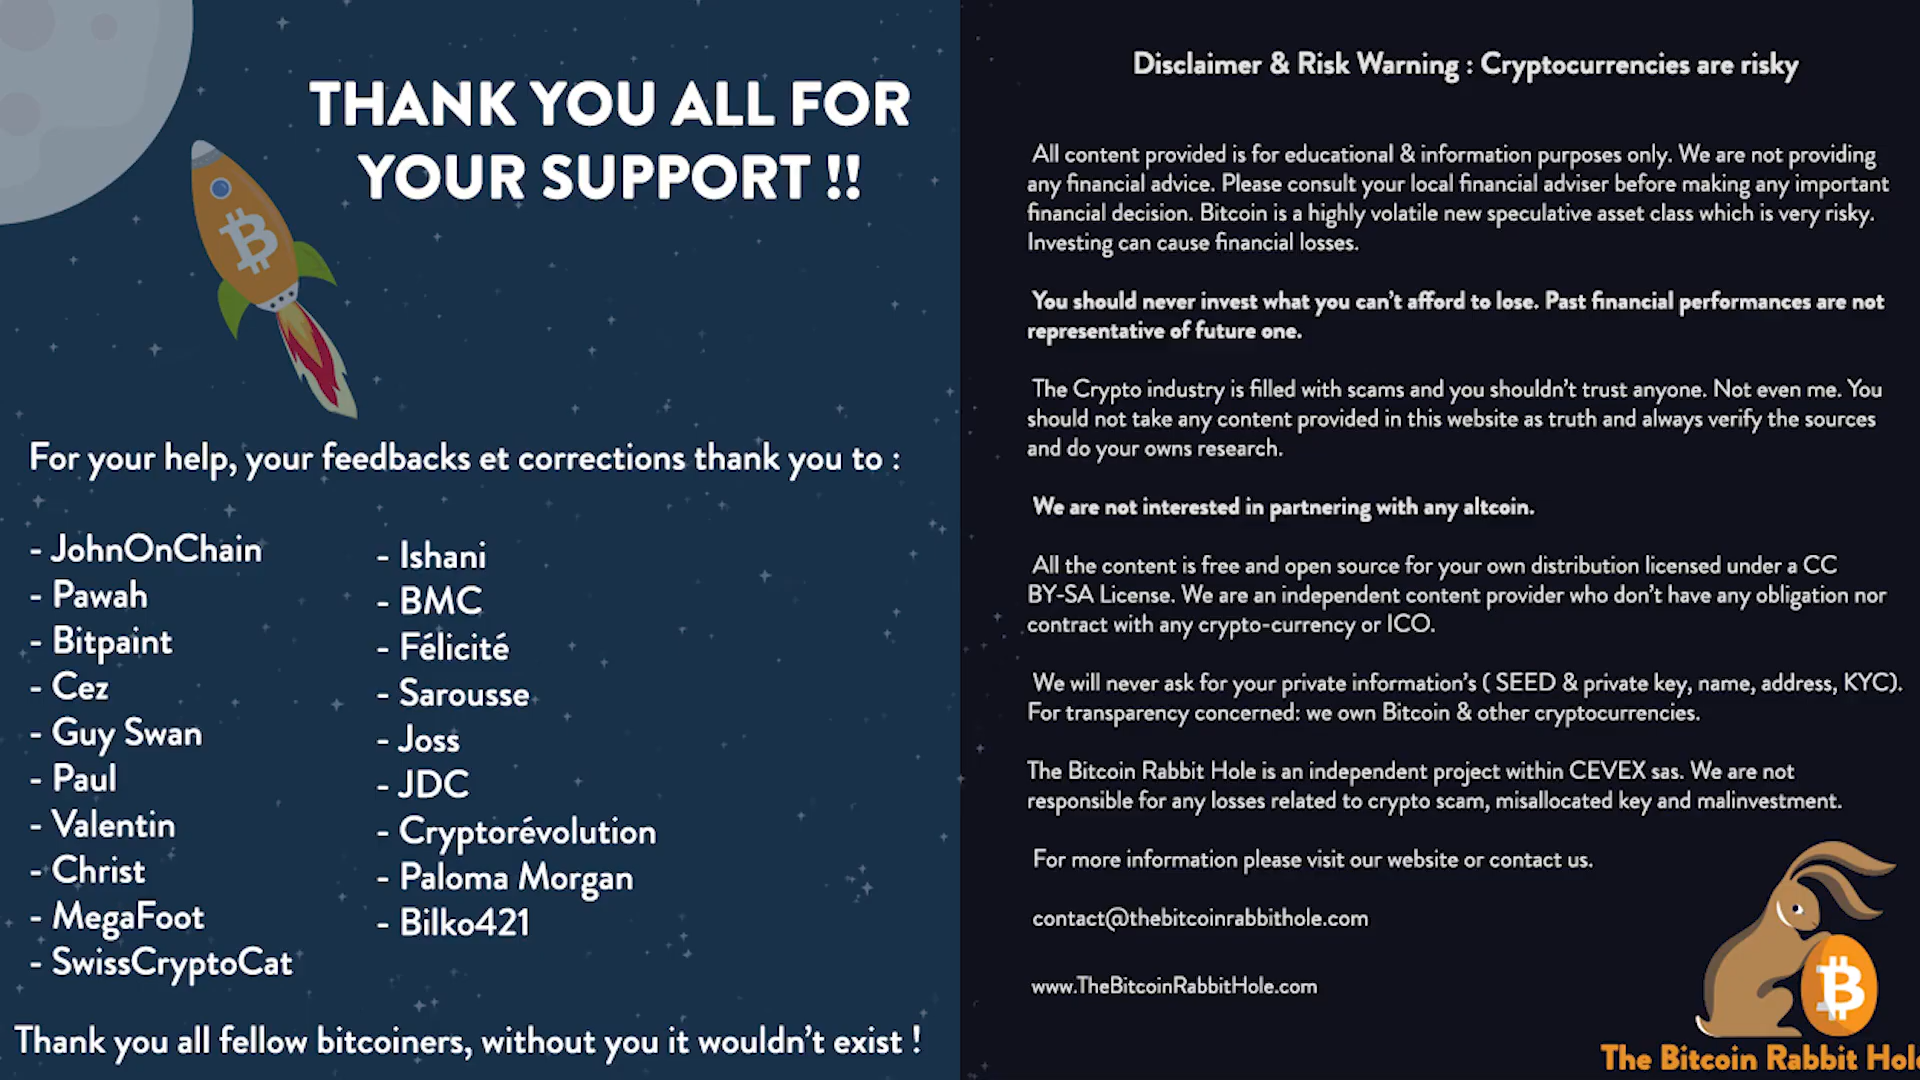 THANK YOU ALL FOR
YOUR SUPPORT !!
For your help, your feedbacks et corrections thank you to :
- JohnOnChain
- Pawah
- Bitpaint
- Cez
- Guy Swan
- Paul
- Valentin
- Christ
- MegaFoot
- SwissCryptoCat
- Ishani
- BMC
- Félicité
- Sarousse
- Joss
- JDC
- Cryptorévolution
- Paloma Morgan
- Bilko421
Thank you all fellow bitcoiners, without you it wouldn't exist !
Disclaimer & Risk Warning : Cryptocurrencies are risky
All content provided is for educational & information purposes only. We are not providing
any financial advice. Please consult your local financial adviser before making any important
financial decision. Bitcoin is a highly volatile new speculative asset class which is very risky.
Investing can cause financial losses.
You should never invest what you can't afford to lose. Past financial performances are not
representative of future one.
The Crypto industry is filled with scams and you shouldn't trust anyone. Not even me. You
should not take any content provided in this website as truth and always verify the sources
and do your owns research.
We are not interested in partnering with any altcoin.
All the content is free and open source for your own distribution licensed under a CC
BY-SA License. We are an independent content provider who don't have any obligation nor
contract with any crypto-currency or ICO.
We will never ask for your private information's ( SEED & private key, name, address, KYC).
For transparency concerned: we own Bitcoin & other cryptocurrencies.
The Bitcoin Rabbit Hole is an independent project within CEVEX sas. We are not
responsible for any losses related to crypto scam, misallocated key and malinvestment.
For more information please visit our website or contact us.
contact@thebitcoinrabbithole.com
www.TheBitcoinRabbitHole.com
The Bitcoin Rabbit Hol